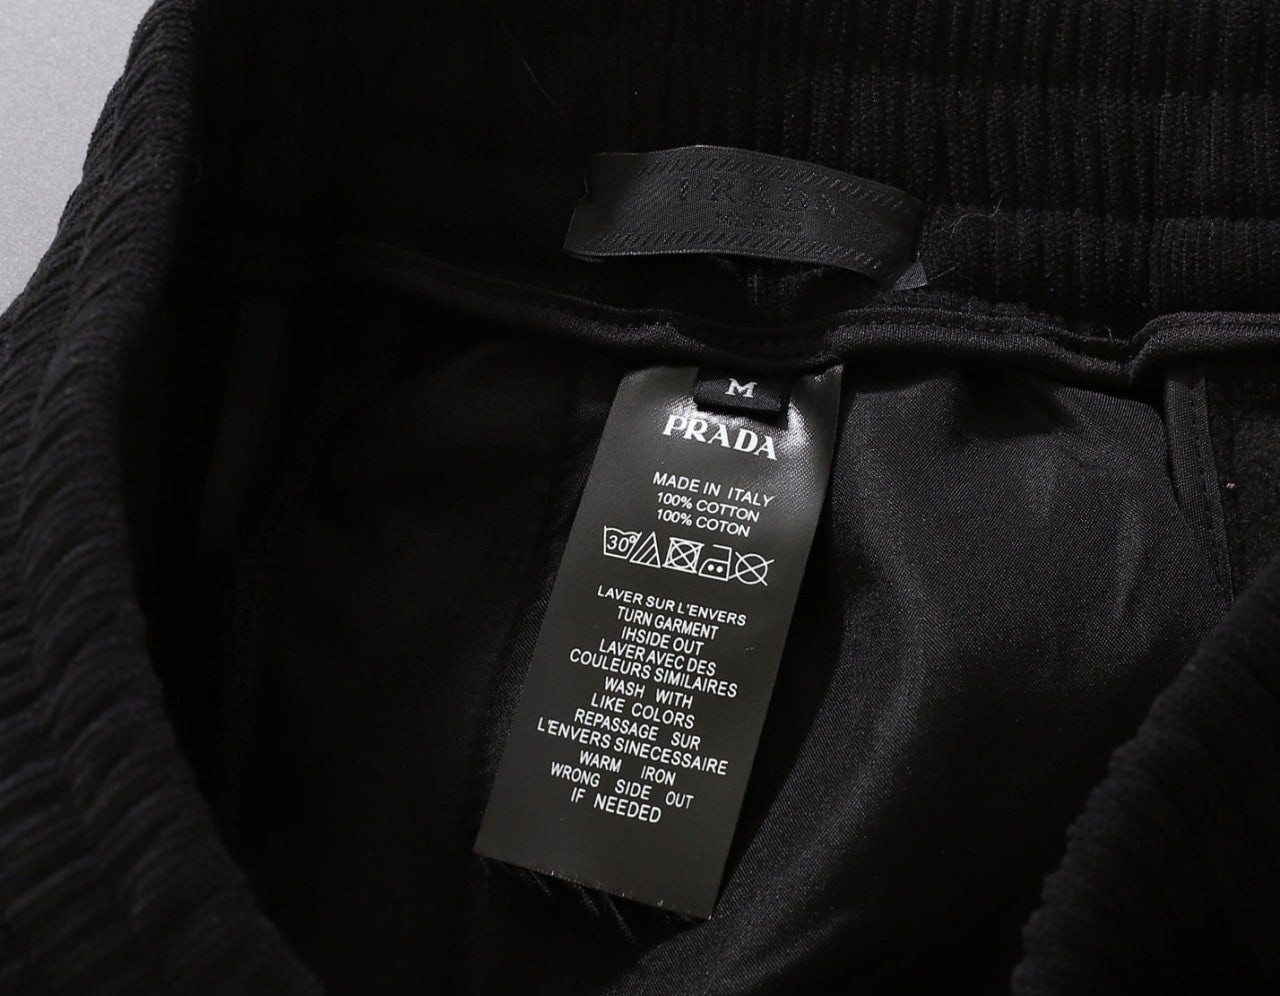 PRADA
M
PRADA
MADE IN ITALY
100% COTTON
100% COTON
30°
LAVER SUR L'ENVERS
TURN GARMENT
IHSIDE OUT
LAVER AVEC DES
COULEURS SIMILAIRES
WASH WITH
LIKE COLORS
REPASSAGE SUR
L'ENVERS SINECESSAIRE
WARM IRON
WRONG SIDE OUT
IF NEEDED